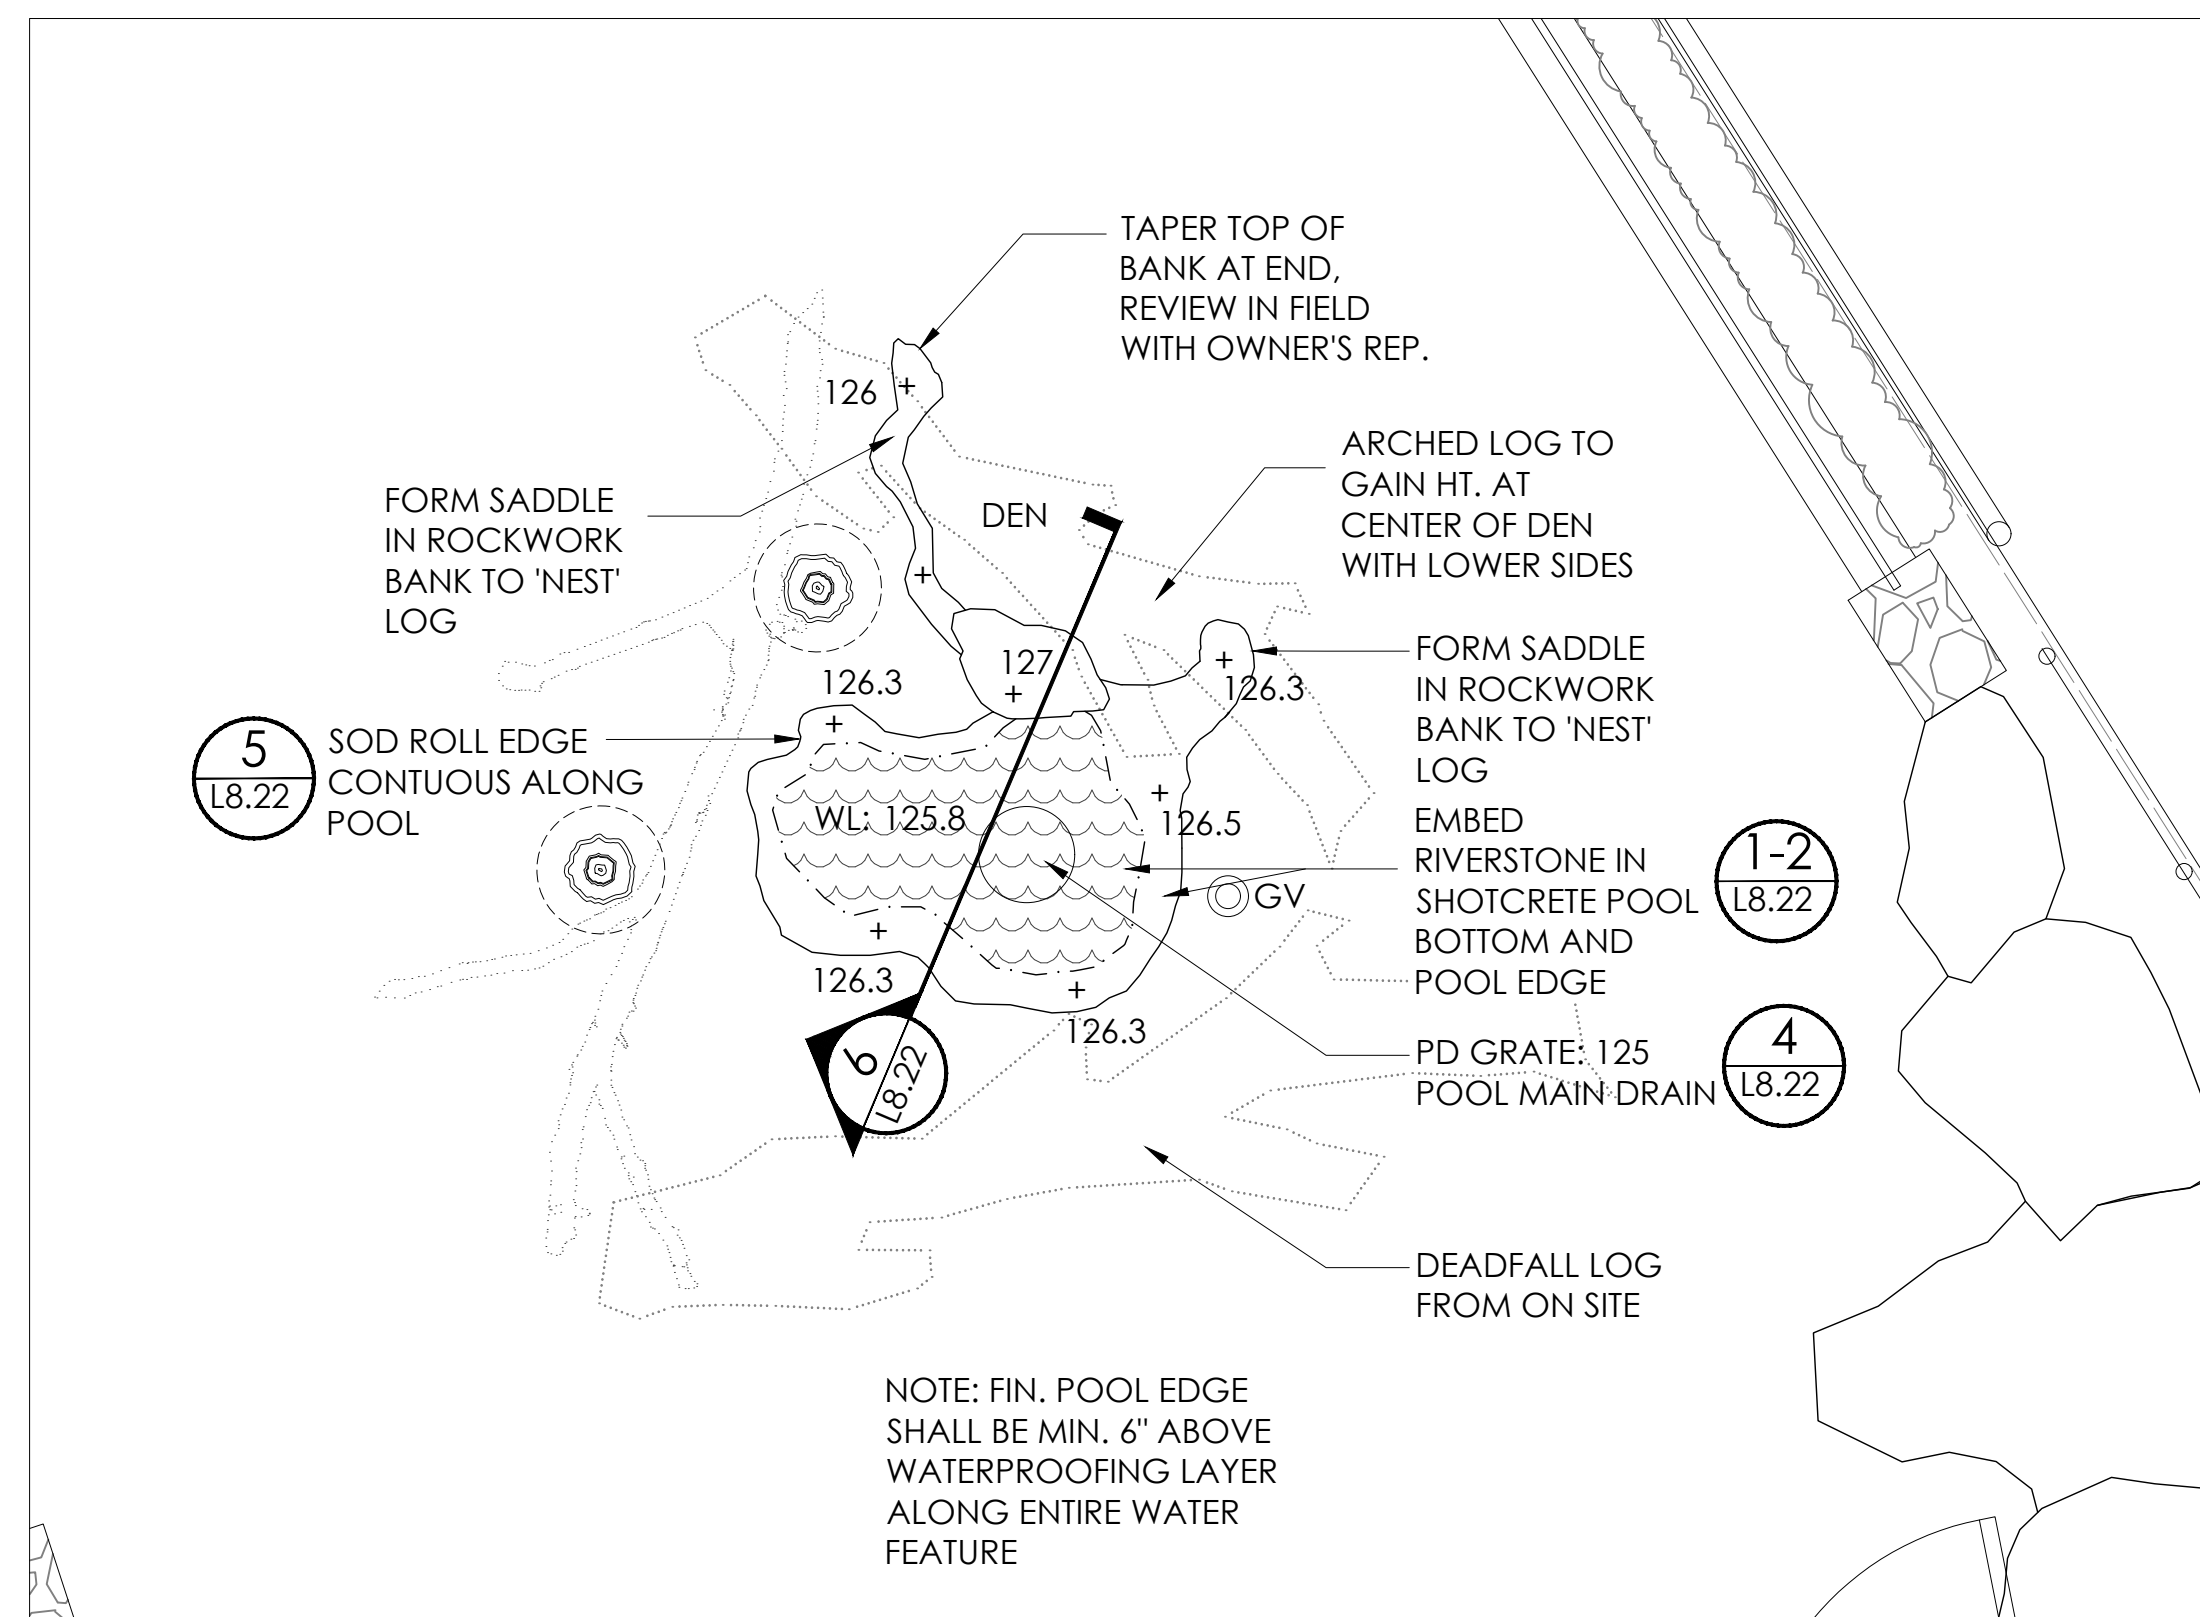 TAPER TOP OF
BANK AT END,
REVIEW IN FIELD
WITH OWNER'S REP.
126
ARCHED LOG TO
GAIN HT. AT
CENTER OF DEN
WITH LOWER SIDES
FORM SADDLE
IN ROCKWORK
BANK TO 'NEST'
LOG
DEN
127
126.3
126.3
FORM SADDLE
IN ROCKWORK
BANK TO 'NEST'
LOG
5
L8.22
SOD ROLL EDGE
CONTUOUS ALONG
POOL
WL: 125.8
126.5
EMBED
RIVERSTONE IN
SHOTCRETE POOL
BOTTOM AND
POOL EDGE
1-2
L8.22
GV
126.3
126.3
6
L8.22
PD GRATE: 125
POOL MAIN DRAIN
4
L8.22
DEADFALL LOG
FROM ON SITE
NOTE: FIN. POOL EDGE
SHALL BE MIN. 6" ABOVE
WATERPROOFING LAYER
ALONG ENTIRE WATER
FEATURE